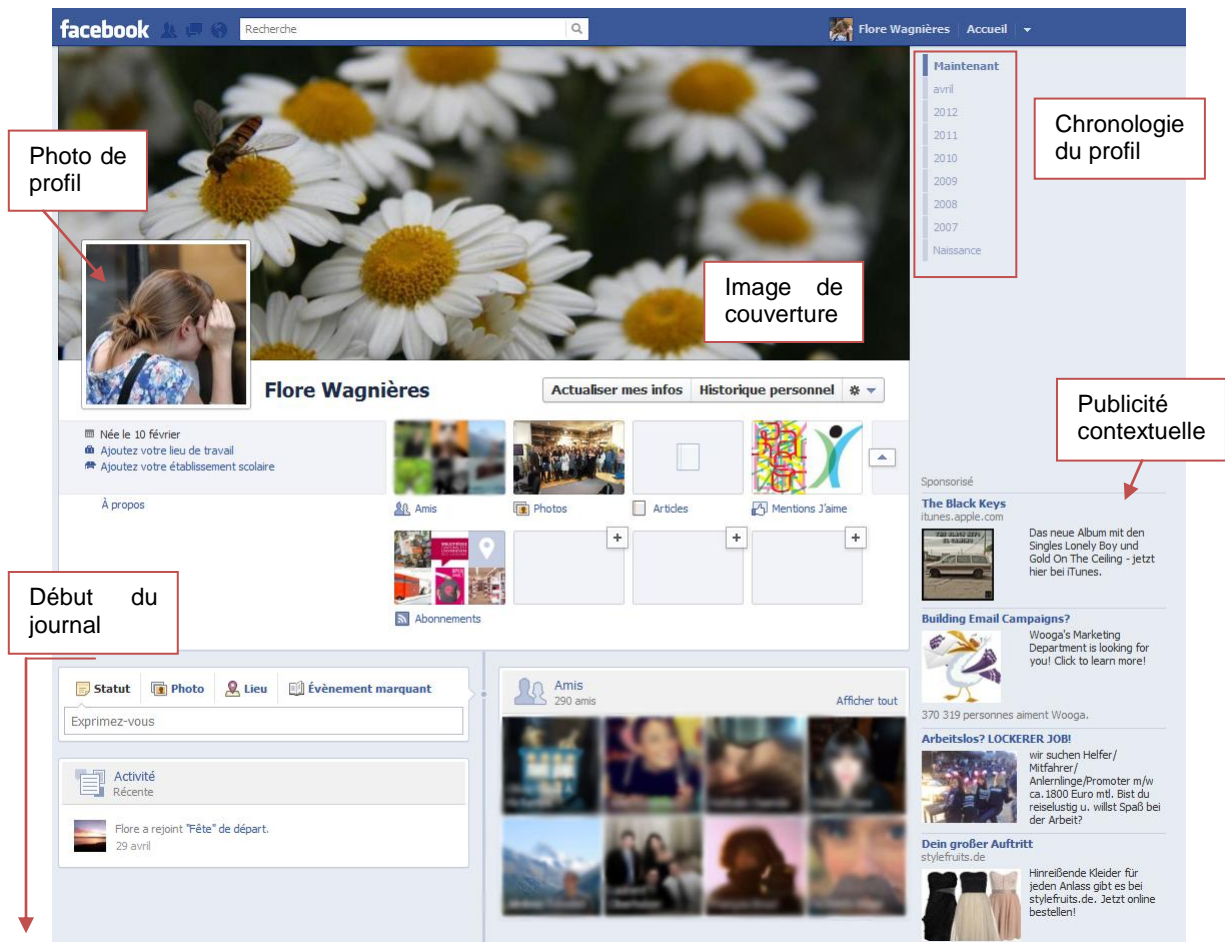 facebook
Recherche
Flore Wagnières
Accueil
Maintenant
avril
2012
2011
2010
2009
2008
2007
Naissance
Chronologie
du profil
Photo de
profil
Image de
couverture
Flore Wagnières
Actualiser mes infos
Historique personnel
Née le 10 février
Ajoutez votre lieu de travail
Ajoutez votre établissement scolaire
À propos
Amis
Photos
Articles
Mentions J'aime
Abonnements
Publicité
contextuelle
Sponsorisé
The Black Keys
itunes.apple.com
THE BLACK KEYS
EL CAMINO
Das neue Album mit den
Singles Lonely Boy und
Gold On The Ceiling - jetzt
hier bei iTunes.
Building Email Campaigns?
Wooga's Marketing
Department is looking for
you! Click to learn more!
370 319 personnes aiment Wooga.
Arbeitslos? LOCKERER JOB!
wir suchen Helfer/
Mitfahrer/
Anlernlinge/Promoter m/w
ca. 1800 Euro mtl. Bist du
reiselustig u. willst Spaß bei
der Arbeit?
Dein großer Auftritt
stylefruits.de
Hinreißende Kleider für
jeden Anlass gibt es bei
stylefruits.de. Jetzt online
bestellen!
Début du
journal
Statut
Photo
Lieu
Évènement marquant
Exprimez-vous
Activité
Récente
Flore a rejoint "Fête" de départ.
29 avril
Amis
290 amis
Afficher tout